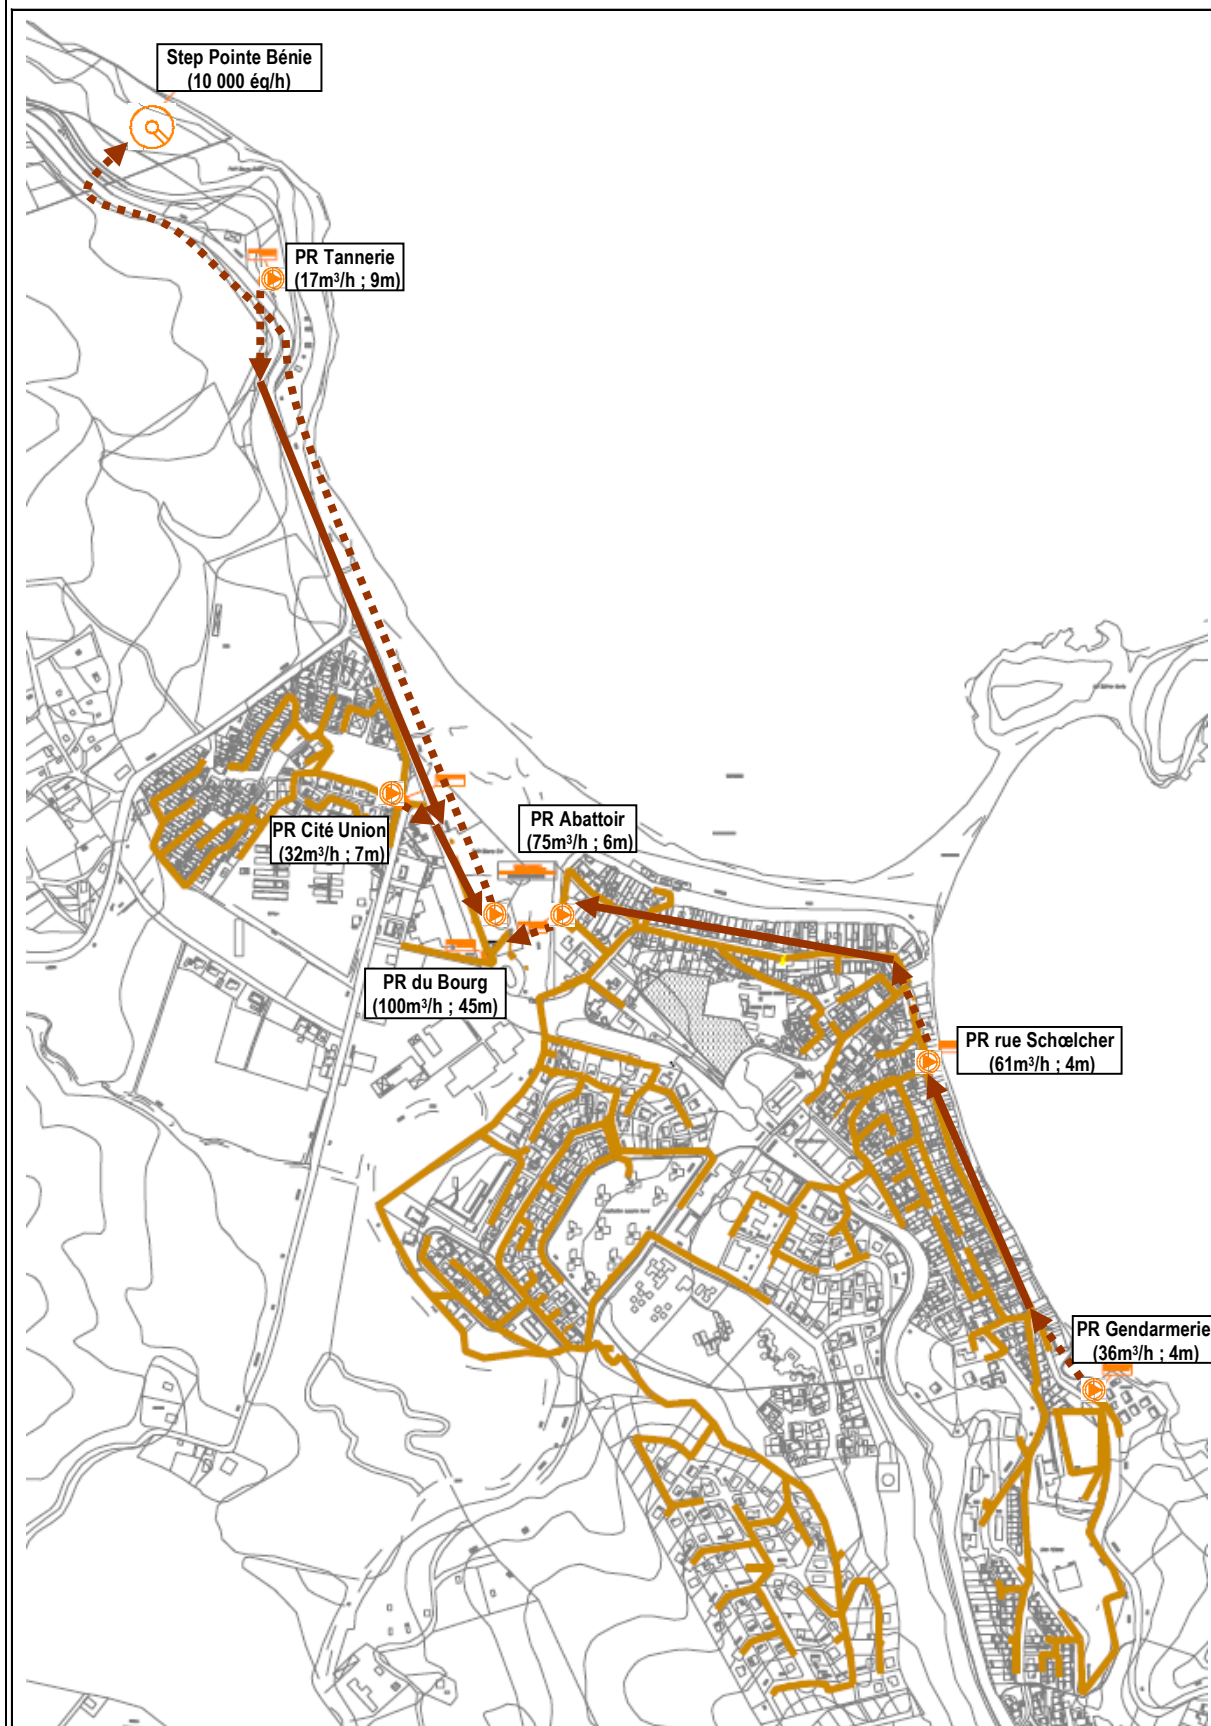 Step Pointe Bénie
(10 000 éq/h)
PR Tannerie
(17m³/h ; 9m)
PR Abattoir
(75m³/h ; 6m)
PR Cité Union
(32m³/h ; 7m)
PR du Bourg
(100m³/h ; 45m)
PR rue Schœlcher
(61m³/h ; 4m)
PR Gendarmerie
(36m³/h ; 4m)